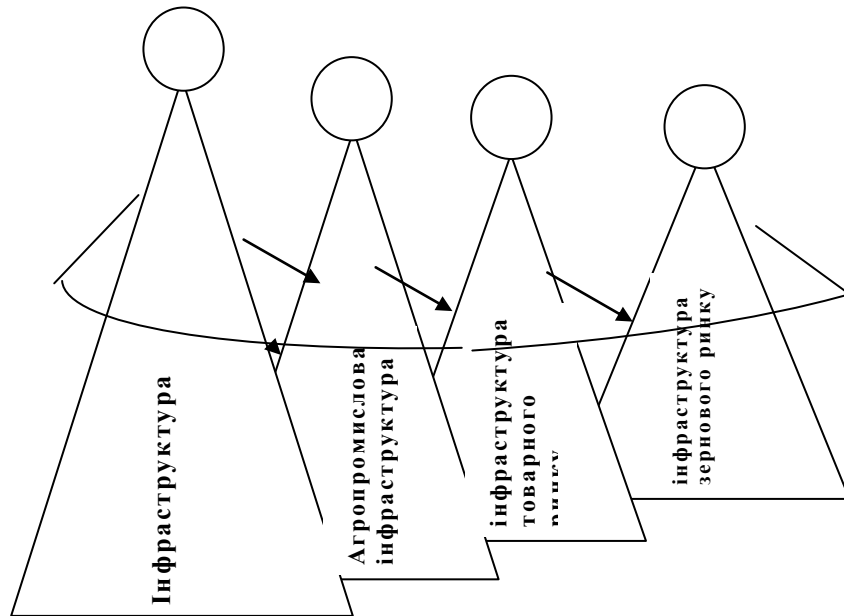 Інфраструктура
Агропромислова
інфраструктура
інфраструктура
товарного
інфраструктура
зернового ринку